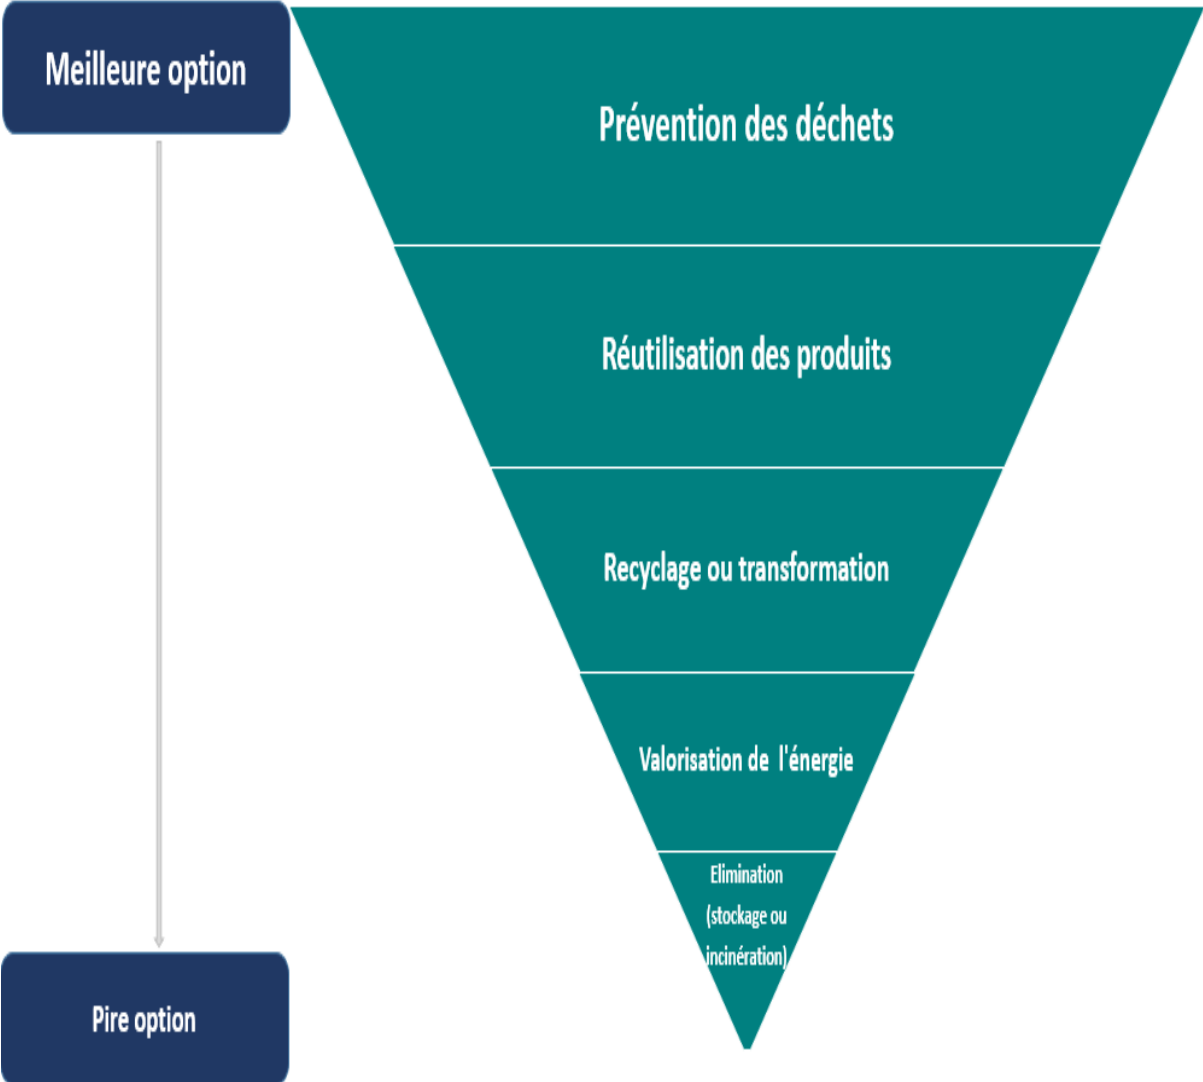 Meilleure option
Prévention des déchets
Réutilisation des produits
Recyclage ou transformation
Valorisation de l'énergie
Elimination
(stockage ou
incinération)
Pire option